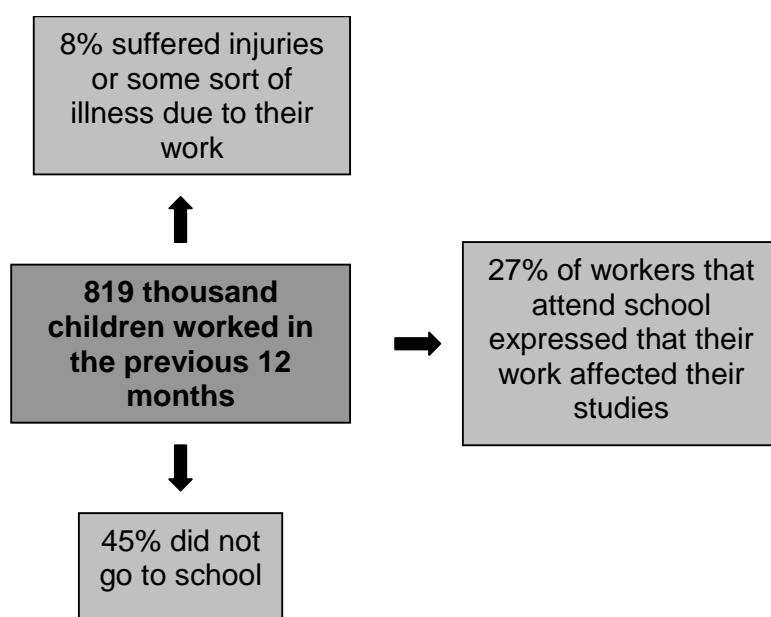 8% suffered injuries
or some sort of
illness due to their
work
819 thousand
children worked in
the previous 12
months
27% of workers that
attend school
expressed that their
work affected their
studies
45% did not
go to school